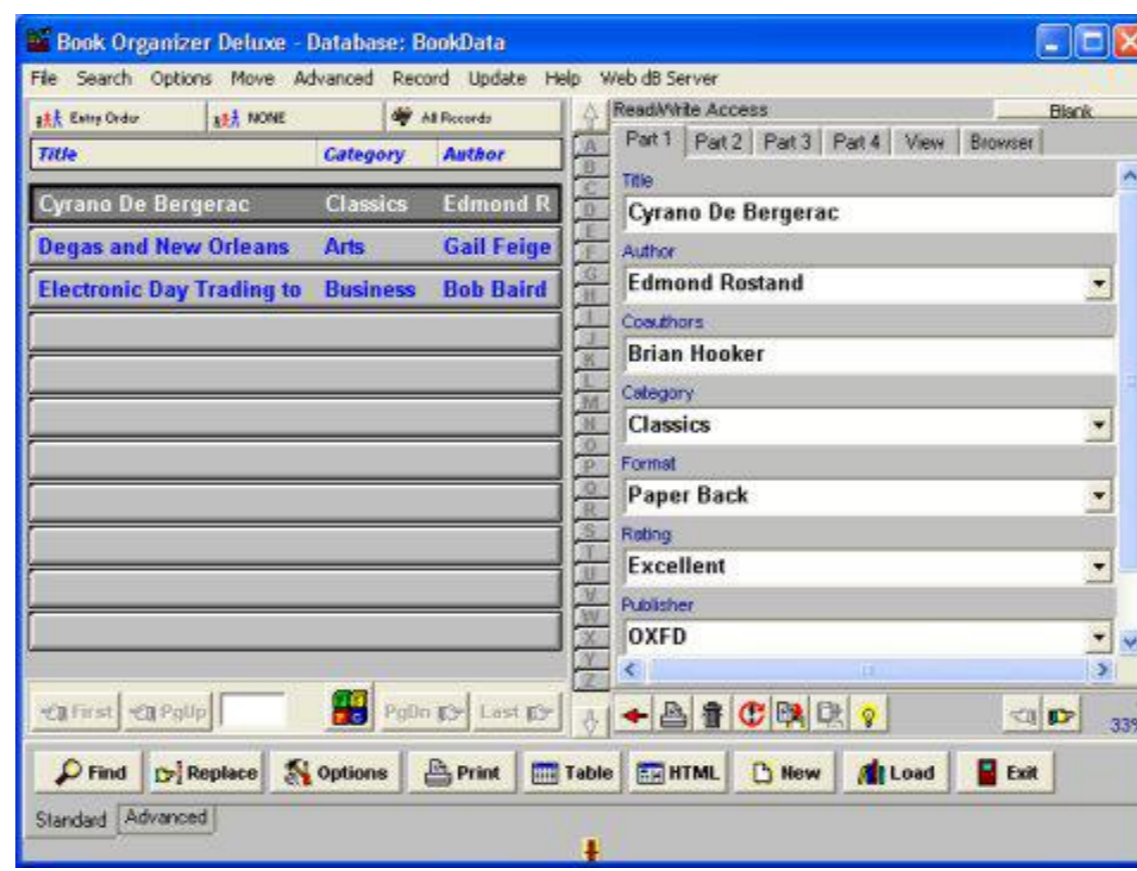 Book Organizer Deluxe - Database: BookData
File Search Options Move Advanced Record Update Help Web dB Server
Entry Order NONE All Records
Title Category Author
Cyrano De Bergerac Classics Edmond R
Degas and New Orleans Arts Gail Feige
Electronic Day Trading to Business Bob Baird
First PgUp PgDn Last
A
B
C
D
E
F
G
H
I
J
K
L
M
N
O
P
Q
R
S
T
U
V
W
X
Y
Z
Read/Write Access Blank
Part 1 Part 2 Part 3 Part 4 View Browser
Title
Cyrano De Bergerac
Author
Edmond Rostand
Coauthors
Brian Hooker
Category
Classics
Format
Paper Back
Rating
Excellent
Publisher
OXFD
33%
Find Replace Options Print Table HTML New Load Exit
Standard Advanced